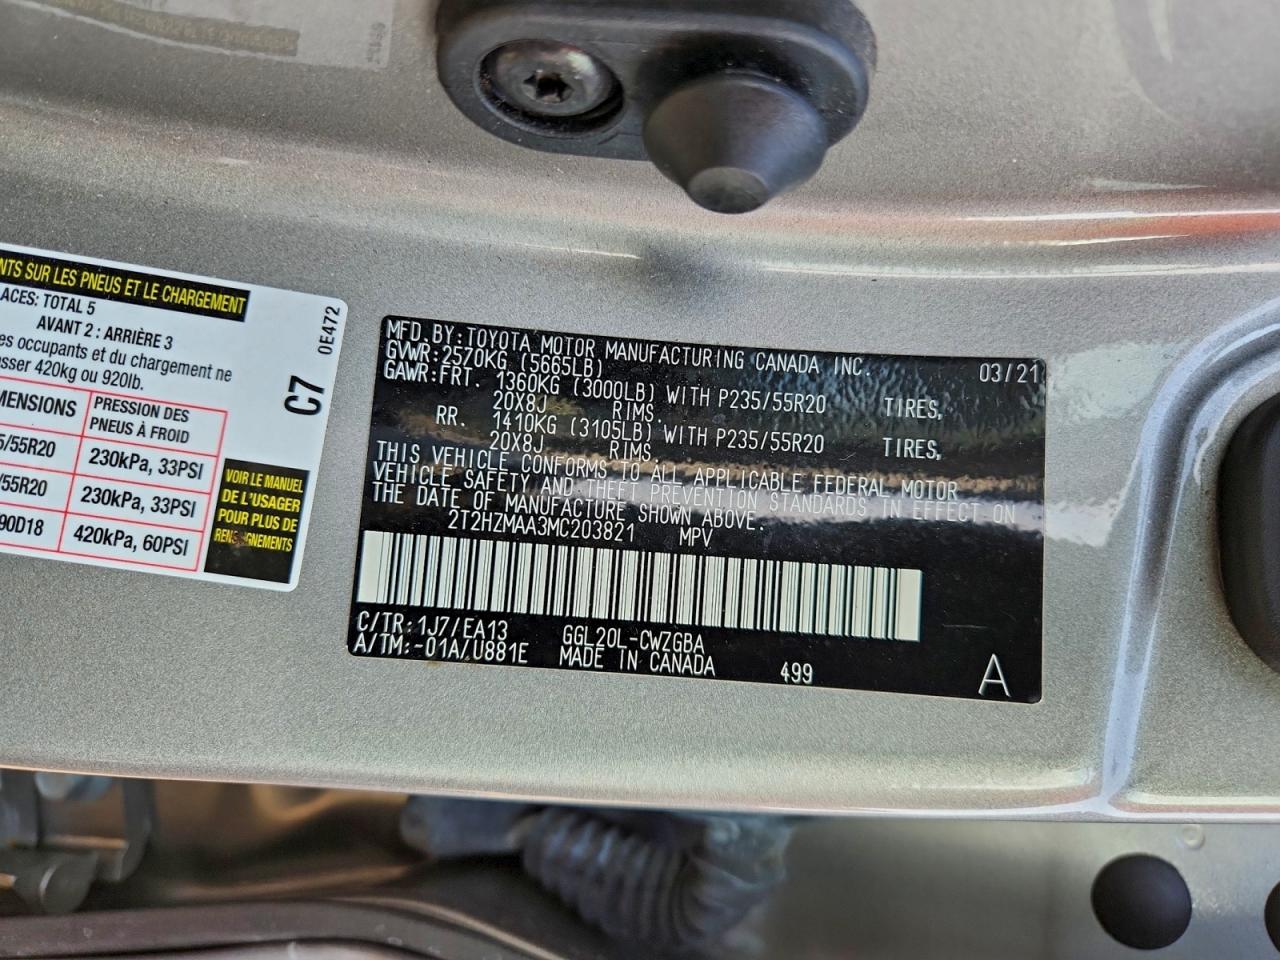 NTS SUR LES PNEUS ET LE CHARGEMENT
ACES: TOTAL 5
AVANT 2 : ARRIÈRE 3
es occupants et du chargement ne
asser 420kg ou 920lb.
MENSIONS
PRESSION DES
PNEUS À FROID
5/55R20
230kPa, 33PSI
/55R20
230kPa, 33PSI
90D18
420kPa, 60PSI
VOIR LE MANUEL
DE L'USAGER
POUR PLUS DE
RENSEIGNEMENTS
C7
0E472
MFD. BY: TOYOTA MOTOR MANUFACTURING CANADA INC. 03/21
GVWR: 2570KG (5665LB)
GAWR: FRT. 1360KG (3000LB) WITH P235/55R20 TIRES,
20X8J RIMS.
RR. 1410KG (3105LB) WITH P235/55R20 TIRES,
20X8J RIMS.
THIS VEHICLE CONFORMS TO ALL APPLICABLE FEDERAL MOTOR
VEHICLE SAFETY AND THEFT PREVENTION STANDARDS IN EFFECT ON
THE DATE OF MANUFACTURE SHOWN ABOVE.
2T2HZMAA3MC203821 MPV
C/TR: 1J7/EA13 GGL20L-CWZGBA
A/TM: -01A/U881E MADE IN CANADA 499 A